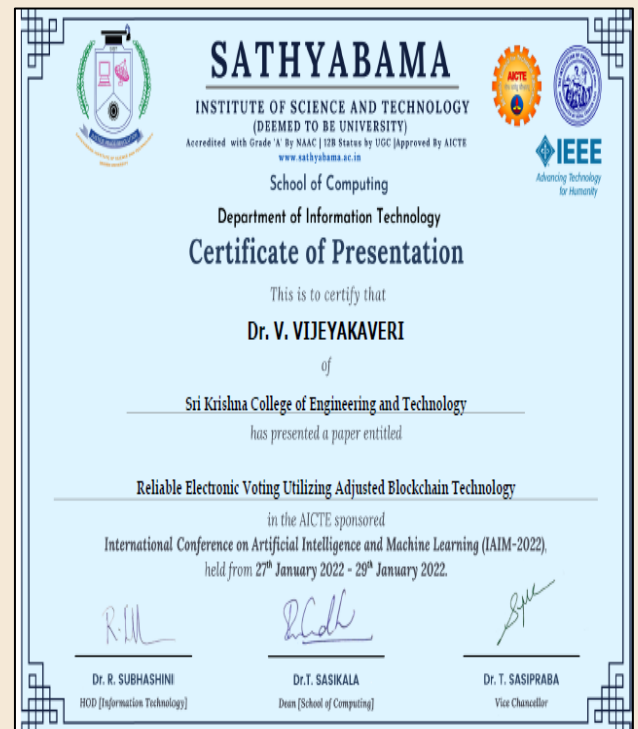 SATHYABAMA
INSTITUTE OF SCIENCE AND TECHNOLOGY
(DEEMED TO BE UNIVERSITY)
Accredited with Grade 'A' By NAAC | 12B Status by UGC |Approved By AICTE
www.sathyabama.ac.in
AICTE
IEEE
Advancing Technology
for Humanity
School of Computing
Department of Information Technology
Certificate of Presentation
This is to certify that
Dr. V. VIJEYAKAVERI
of
Sri Krishna College of Engineering and Technology
has presented a paper entitled
Reliable Electronic Voting Utilizing Adjusted Blockchain Technology
in the AICTE sponsored
International Conference on Artificial Intelligence and Machine Learning (IAIM-2022),
held from 27th January 2022 - 29th January 2022.
Dr. R. SUBHASHINI
HOD [Information Technology]
Dr.T. SASIKALA
Dean [School of Computing]
Dr. T. SASIPRABA
Vice Chancellor